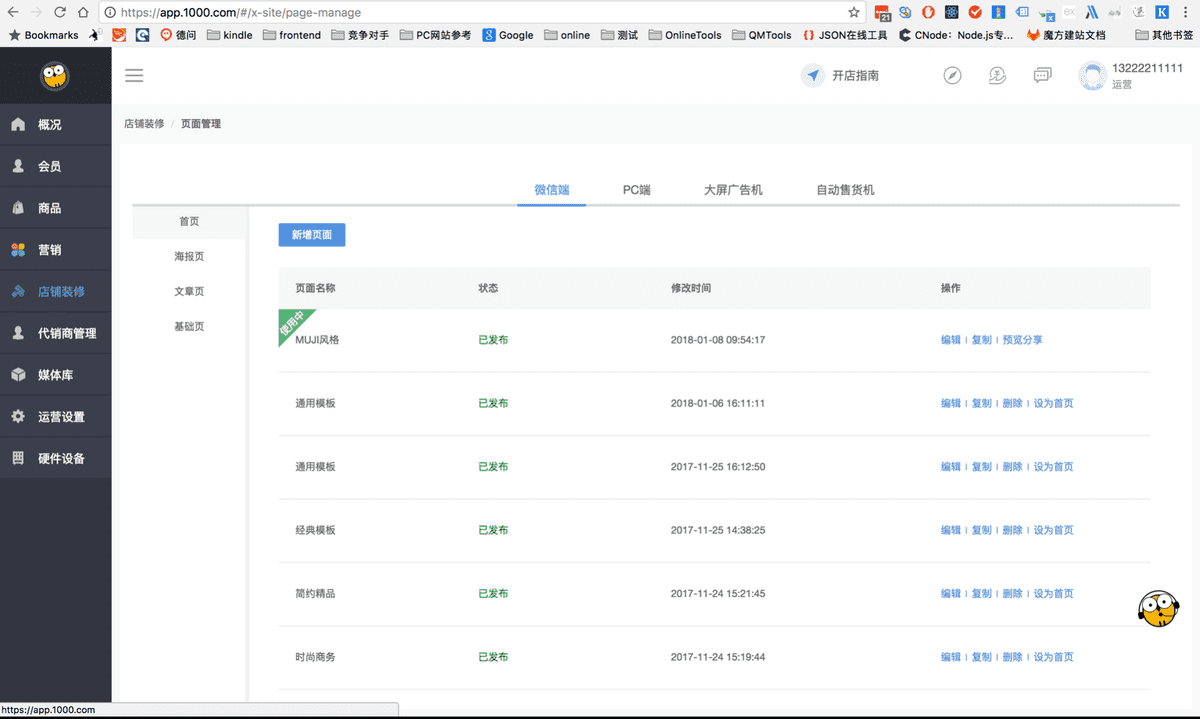 https://app.1000.com/#/x-site/page-manage
21
Bookmarks 德问 kindle frontend 竞争对手 PC网站参考 Google online 测试 OnlineTools QMTools JSON在线工具 CNode：Node.js专... 魔方建站文档 其他书签
开店指南
13222211111
运营
概况
会员
商品
营销
店铺装修
代销商管理
媒体库
运营设置
硬件设备
店铺装修 / 页面管理
微信端 PC端 大屏广告机 自动售货机
首页
海报页
文章页
基础页
新增页面
页面名称 状态 修改时间 操作
使用中
MUJI风格 已发布 2018-01-08 09:54:17 编辑 | 复制 | 预览分享
通用模板 已发布 2018-01-06 16:11:11 编辑 | 复制 | 删除 | 设为首页
通用模板 已发布 2017-11-25 16:12:50 编辑 | 复制 | 删除 | 设为首页
经典模板 已发布 2017-11-25 14:38:25 编辑 | 复制 | 删除 | 设为首页
简约精品 已发布 2017-11-24 15:21:45 编辑 | 复制 | 删除 | 设为首页
时尚商务 已发布 2017-11-24 15:19:44 编辑 | 复制 | 删除 | 设为首页
https://app.1000.com